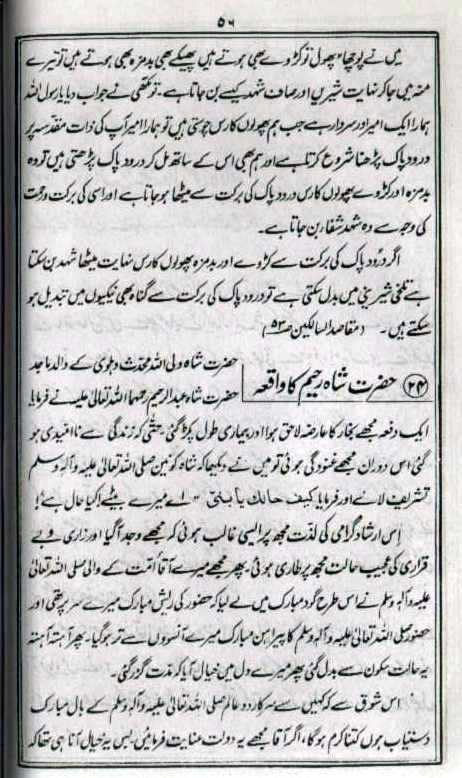 ۵۶
میں نے پوچھا "پھول تو کڑوے بھی ہوتے ہیں پھیکے بھی بدمزہ بھی ہوتے ہیں تو تیرے
منہ میں جا کر نہایت شیریں اور صاف شہد کیسے بن جاتا ہے۔ تو مکھی نے جواب دیا یا رسول اللہ
ہمارا ایک امیر اور سردار ہے جب ہم پھولوں کا رس چوستی ہیں تو ہمارا امیر آپ کی ذات مقدسہ پر
درود پاک پڑھنا شروع کرتا ہے اور ہم بھی اس کے ساتھ مل کر درود پاک پڑھتی ہیں تو وہ
بدمزہ اور کڑوے پھولوں کا رس درود پاک کی برکت سے میٹھا ہو جاتا ہے اور اسی کی برکت و رحمت
کی وجہ سے وہ شہد شفا بن جاتا ہے۔
اگر درود پاک کی برکت سے کڑوے اور بدمزہ پھولوں کا رس نہایت میٹھا شہد بن سکتا
ہے تلخی شیرینی میں بدل سکتی ہے تو درود پاک کی برکت سے گناہ بھی نیکیوں میں تبدیل ہو
سکتے ہیں۔ (مقاصد السالکین ص۵۳)
۲۴ حضرت شاہ رحیم کا واقعہ
حضرت شاہ ولی اللہ محدث دہلوی کے والد ماجد
حضرت شاہ عبد الرحیم رحمہما اللہ تعالیٰ علیہ نے فرمایا
ایک دفعہ مجھے بخار کا عارضہ لاحق ہوا اور بیماری طول پکڑ گئی حتٰی کہ زندگی سے ناامیدی ہو
گئی اس دوران مجھے غنودگی ہوئی تو میں نے دیکھا کہ شاہ کونین صلی اللہ تعالیٰ علیہ وآلہٖ وسلم
تشریف لائے اور فرمایا کیف حالک یا بنی "اے میرے بیٹے! کیا حال ہے!
اس ارشاد گرامی کی لذت مجھ پر ایسی غالب ہوئی کہ مجھے وجد آ گیا اور زاری و بے
قراری کی عجیب حالت مجھ پر طاری ہوئی۔ پھر مجھے میرے آقا امت کے والی صلی اللہ تعالیٰ
علیہ وآلہٖ وسلم نے اس طرح گود مبارک میں لے لیا کہ حضور کی ریش مبارک میرے سر پر تھی اور
حضور صلی اللہ تعالیٰ علیہ وآلہٖ وسلم کا پیراہن مبارک میرے آنسوؤں سے تر ہو گیا۔ پھر آہستہ آہستہ
یہ حالت سکون سے بدل گئی پھر میرے دل میں خیال آیا کہ مدت گزر گئی۔
اس شوق سے کہ کہیں سے سرکار دو عالم صلی اللہ تعالیٰ علیہ وآلہٖ وسلم کے بال مبارک
دستیاب ہوں کتنا کرم ہو گا، اگر آقا مجھے یہ دولت عنایت فرمائیں بس یہ خیال آنا ہی تھا کہ